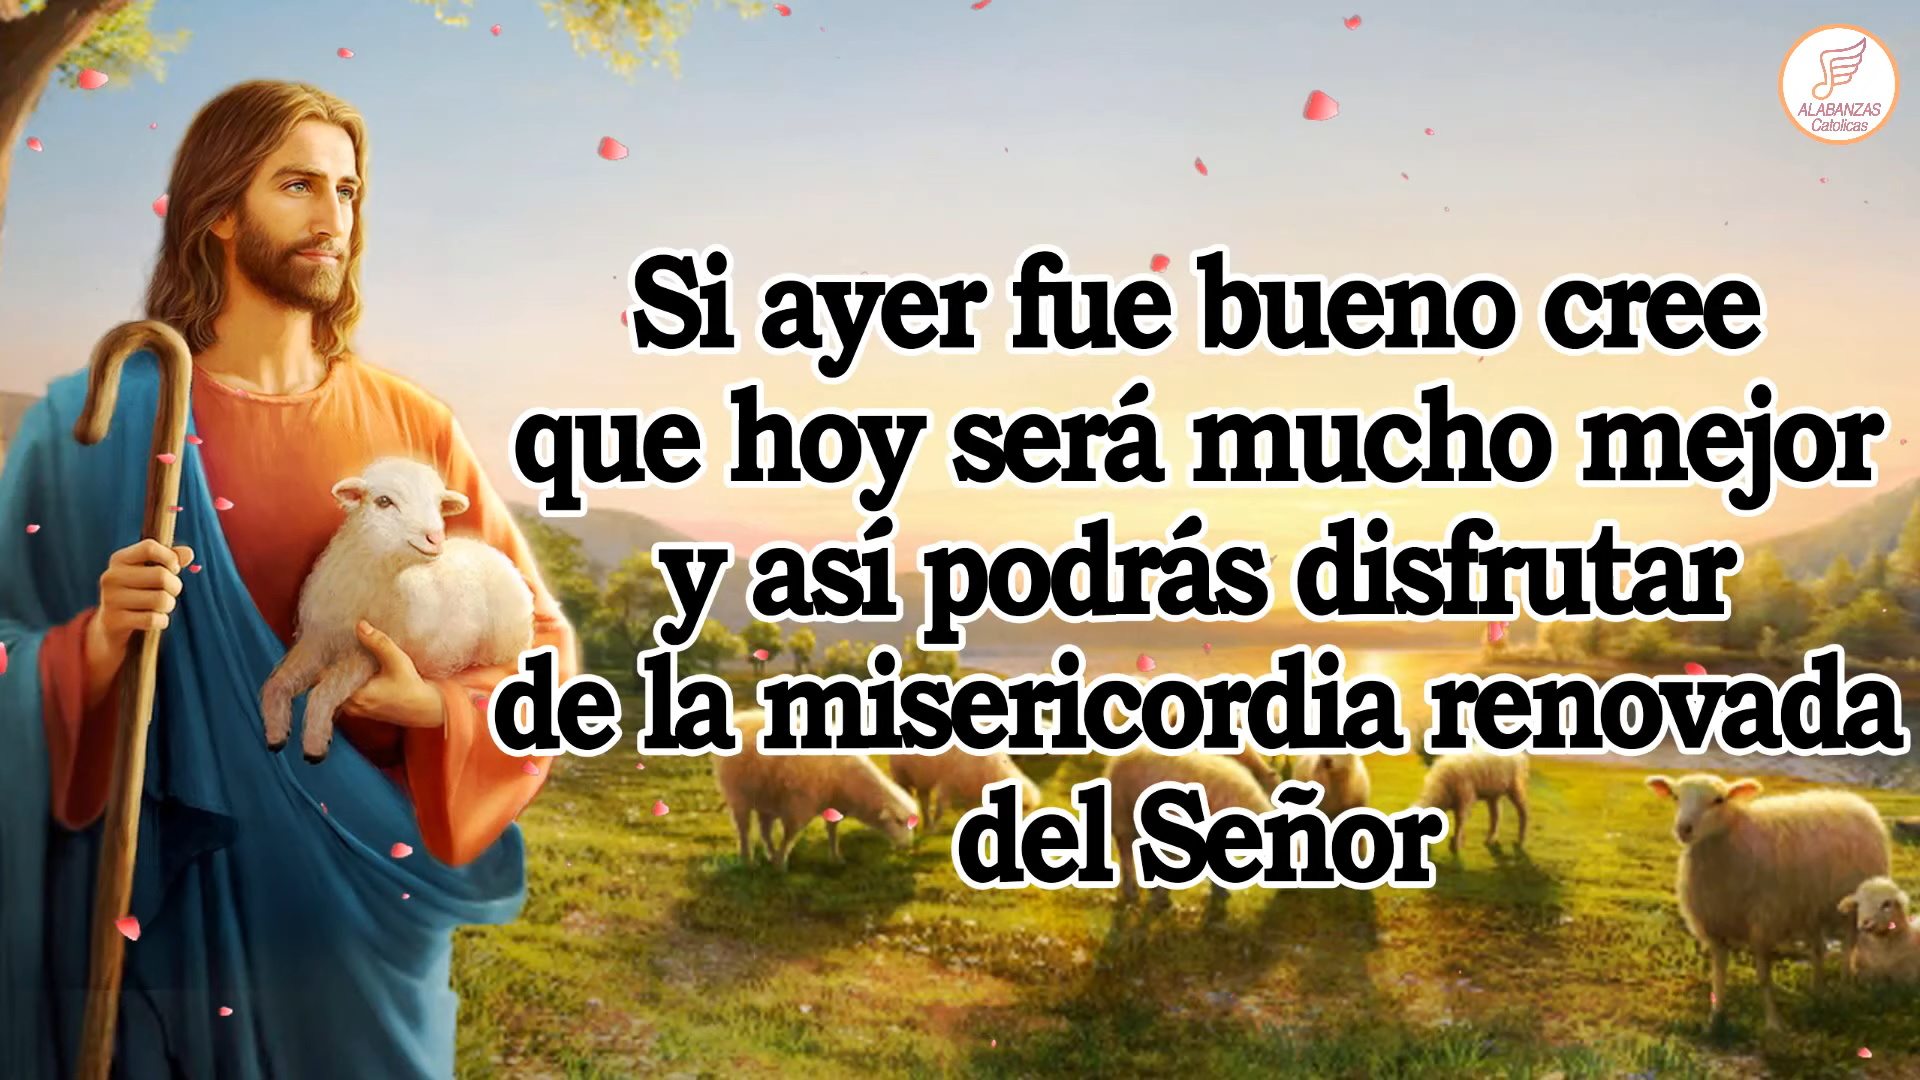 ALABANZAS
Catolicas
Si ayer fue bueno cree
que hoy será mucho mejor
y así podrás disfrutar
de la misericordia renovada
del Señor